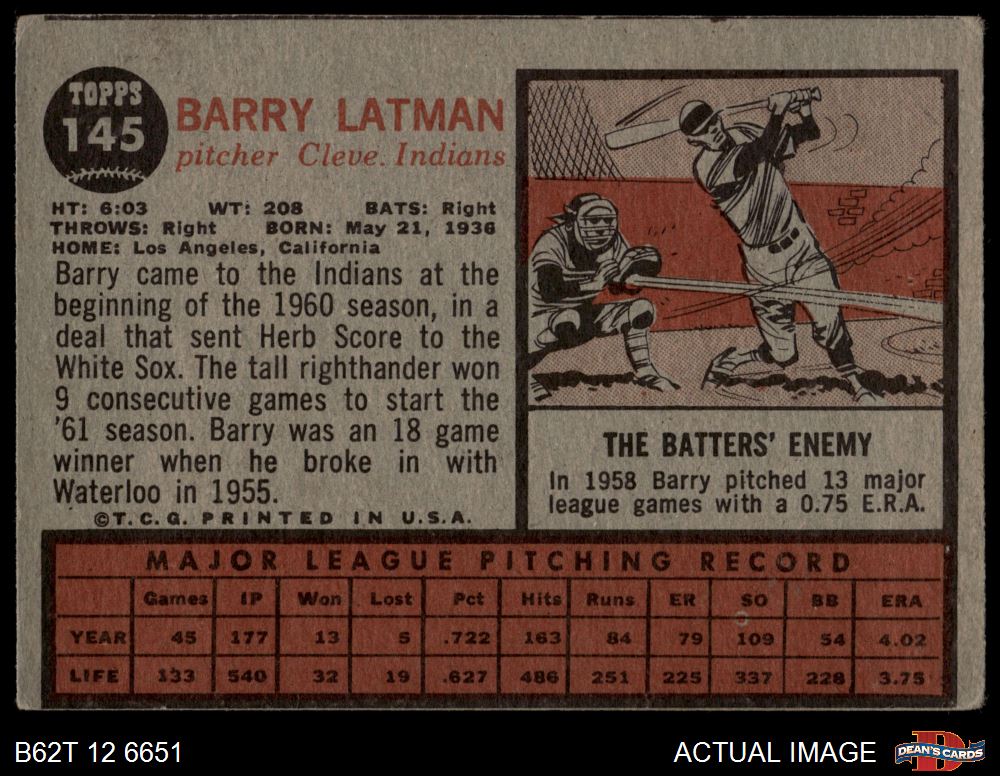 TOPPS
145
BARRY LATMAN
pitcher Cleve. Indians
HT: 6:03 WT: 208 BATS: Right
THROWS: Right BORN: May 21, 1936
HOME: Los Angeles, California
Barry came to the Indians at the
beginning of the 1960 season, in a
deal that sent Herb Score to the
White Sox. The tall righthander won
9 consecutive games to start the
'61 season. Barry was an 18 game
winner when he broke in with
Waterloo in 1955.
©T.C.G. PRINTED IN U.S.A.
THE BATTERS' ENEMY
In 1958 Barry pitched 13 major
league games with a 0.75 E.R.A.
MAJOR LEAGUE PITCHING RECORD
Games IP Won Lost Pct Hits Runs ER SO BB ERA
YEAR 45 177 13 5 .722 163 84 79 109 54 4.02
LIFE 133 540 32 19 .627 486 251 225 337 228 3.75
B62T 12 6651
ACTUAL IMAGE
DEAN'S CARDS